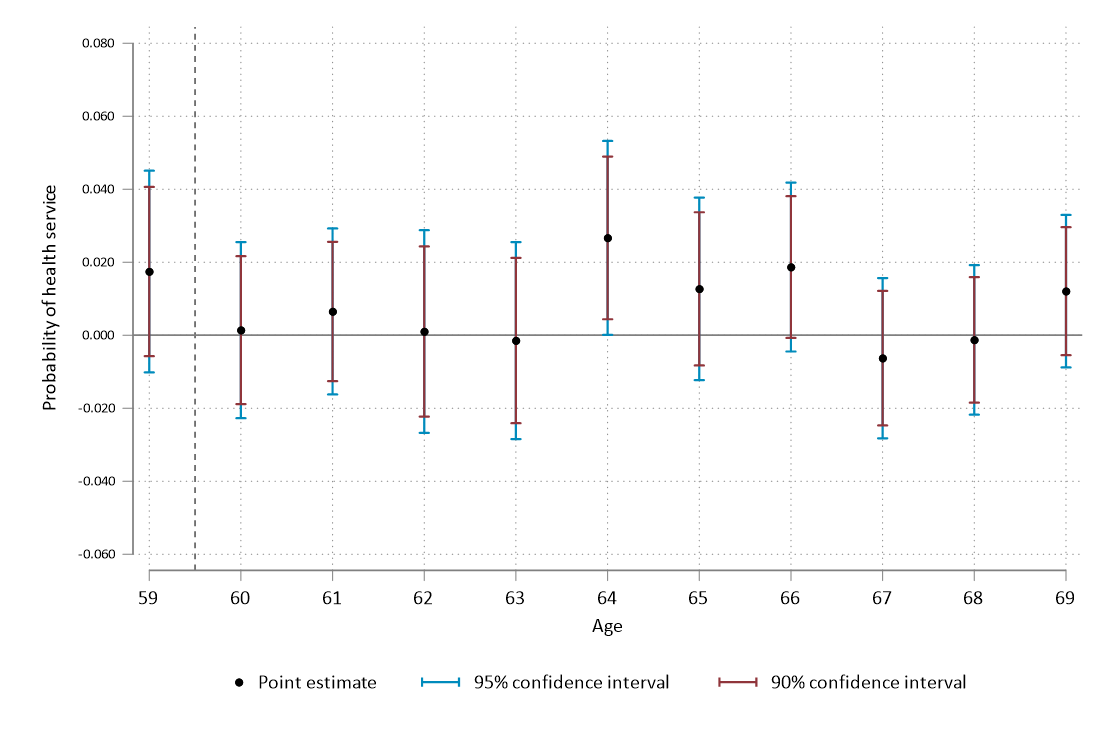 Probability of health service
0.080
0.060
0.040
0.020
0.000
-0.020
-0.040
-0.060
59 60 61 62 63 64 65 66 67 68 69
Age
Point estimate 95% confidence interval 90% confidence interval